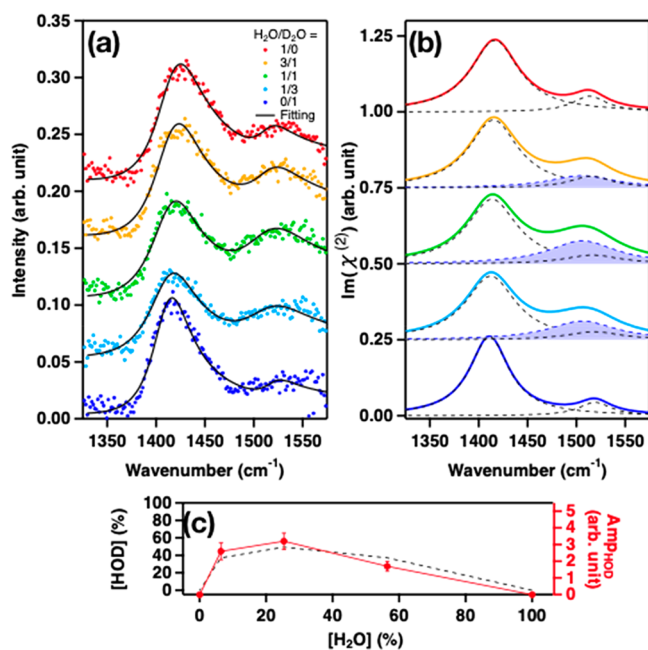 (a)
H₂O/D₂O =
1/0
3/1
1/1
1/3
0/1
Fitting
0.35
0.30
0.25
0.20
0.15
0.10
0.05
0.00
Intensity (arb. unit)
1350 1400 1450 1500 1550
Wavenumber (cm⁻¹)
(b)
1.25
1.00
0.75
0.50
0.25
0.00
Im(χ⁽²⁾) (arb. unit)
1350 1400 1450 1500 1550
Wavenumber (cm⁻¹)
(c)
100
80
60
40
20
0
[HOD] (%)
5
4
3
2
1
0
Amp_HOD
(arb. unit)
0 20 40 60 80 100
[H₂O] (%)